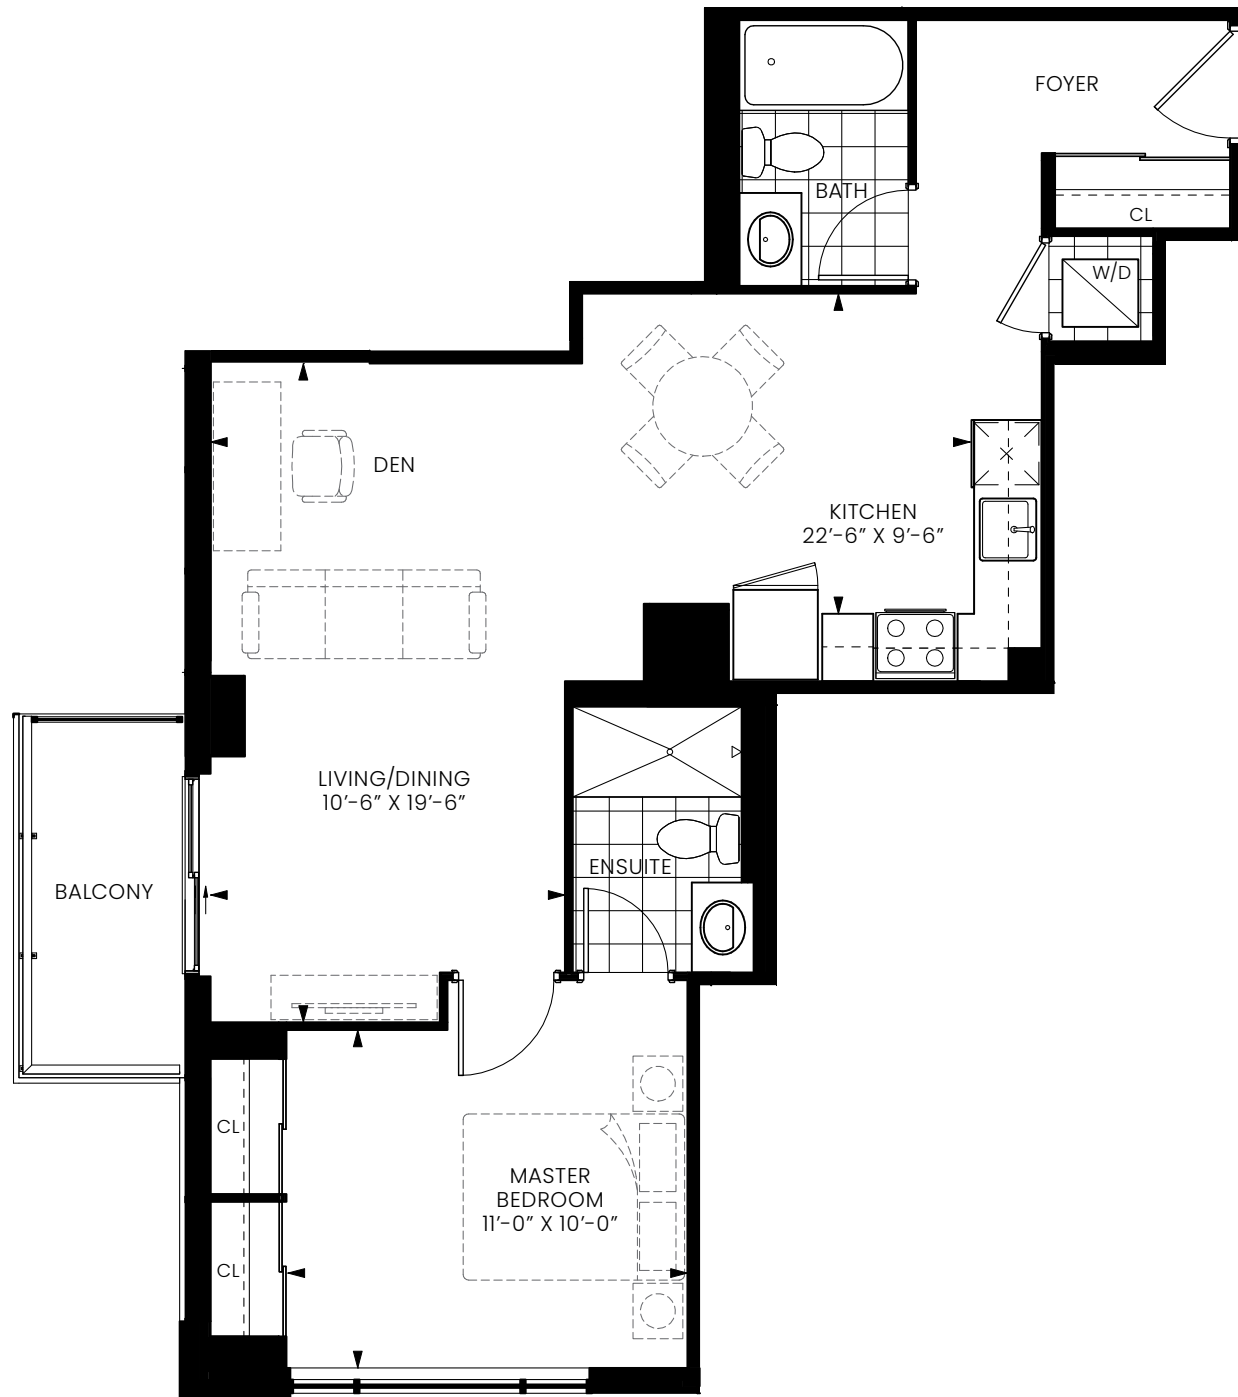 FOYER
BATH
CL
W/D
DEN
KITCHEN
22’-6” X 9’-6”
LIVING/DINING
10’-6” X 19’-6”
ENSUITE
BALCONY
CL
MASTER
BEDROOM
11’-0” X 10’-0”
CL